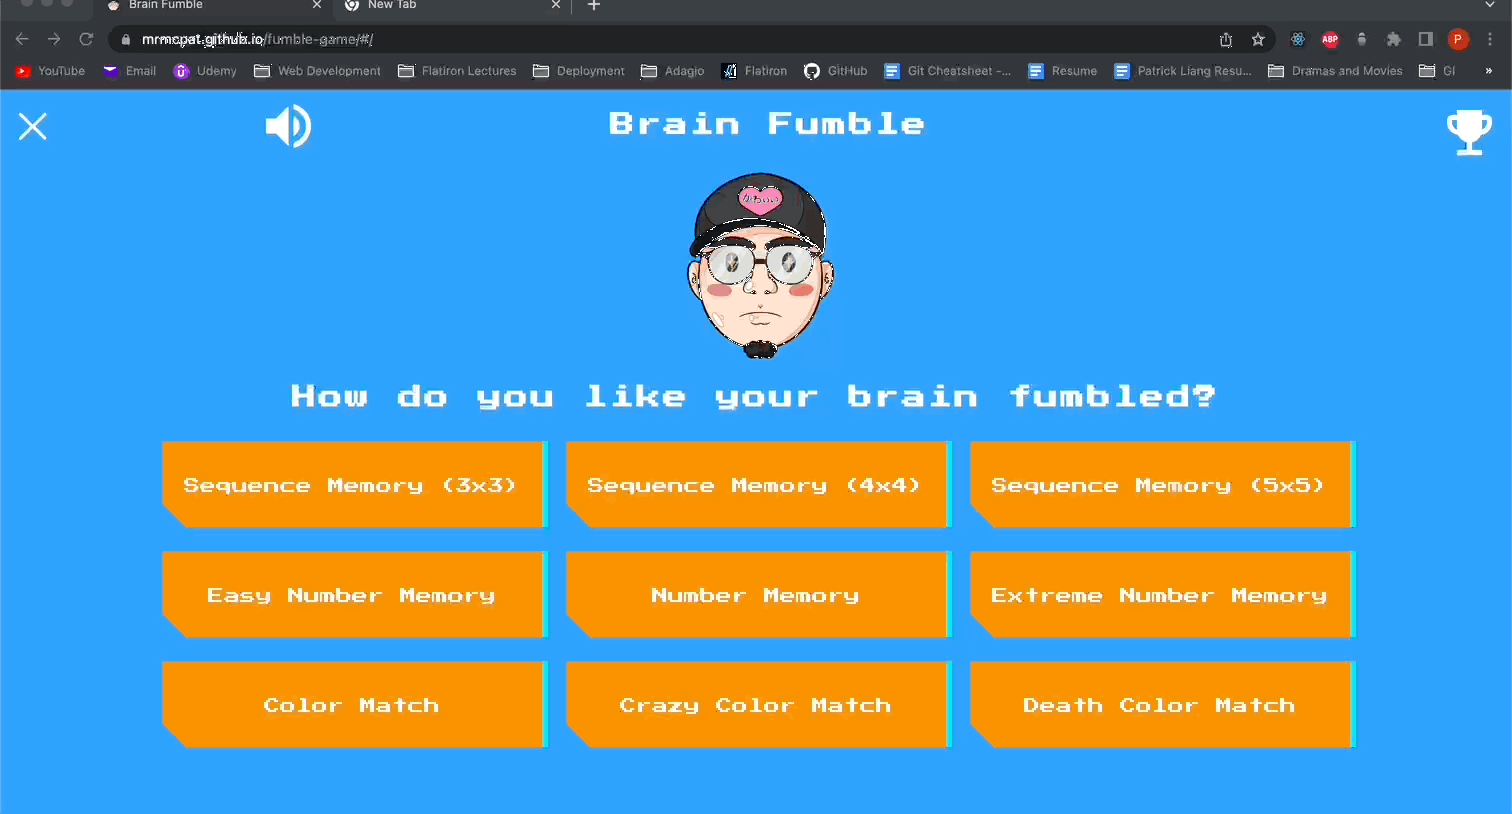 Brain Fumble
New Tab
mrmcpat.github.io/fumble-game/#/
ABP
P
YouTube Email Udemy Web Development Flatiron Lectures Deployment Adagio Flatiron GitHub Git Cheatsheet -... Resume Patrick Liang Resu... Dramas and Movies GI »
Brain Fumble
How do you like your brain fumbled?
Sequence Memory (3x3) Sequence Memory (4x4) Sequence Memory (5x5)
Easy Number Memory Number Memory Extreme Number Memory
Color Match Crazy Color Match Death Color Match